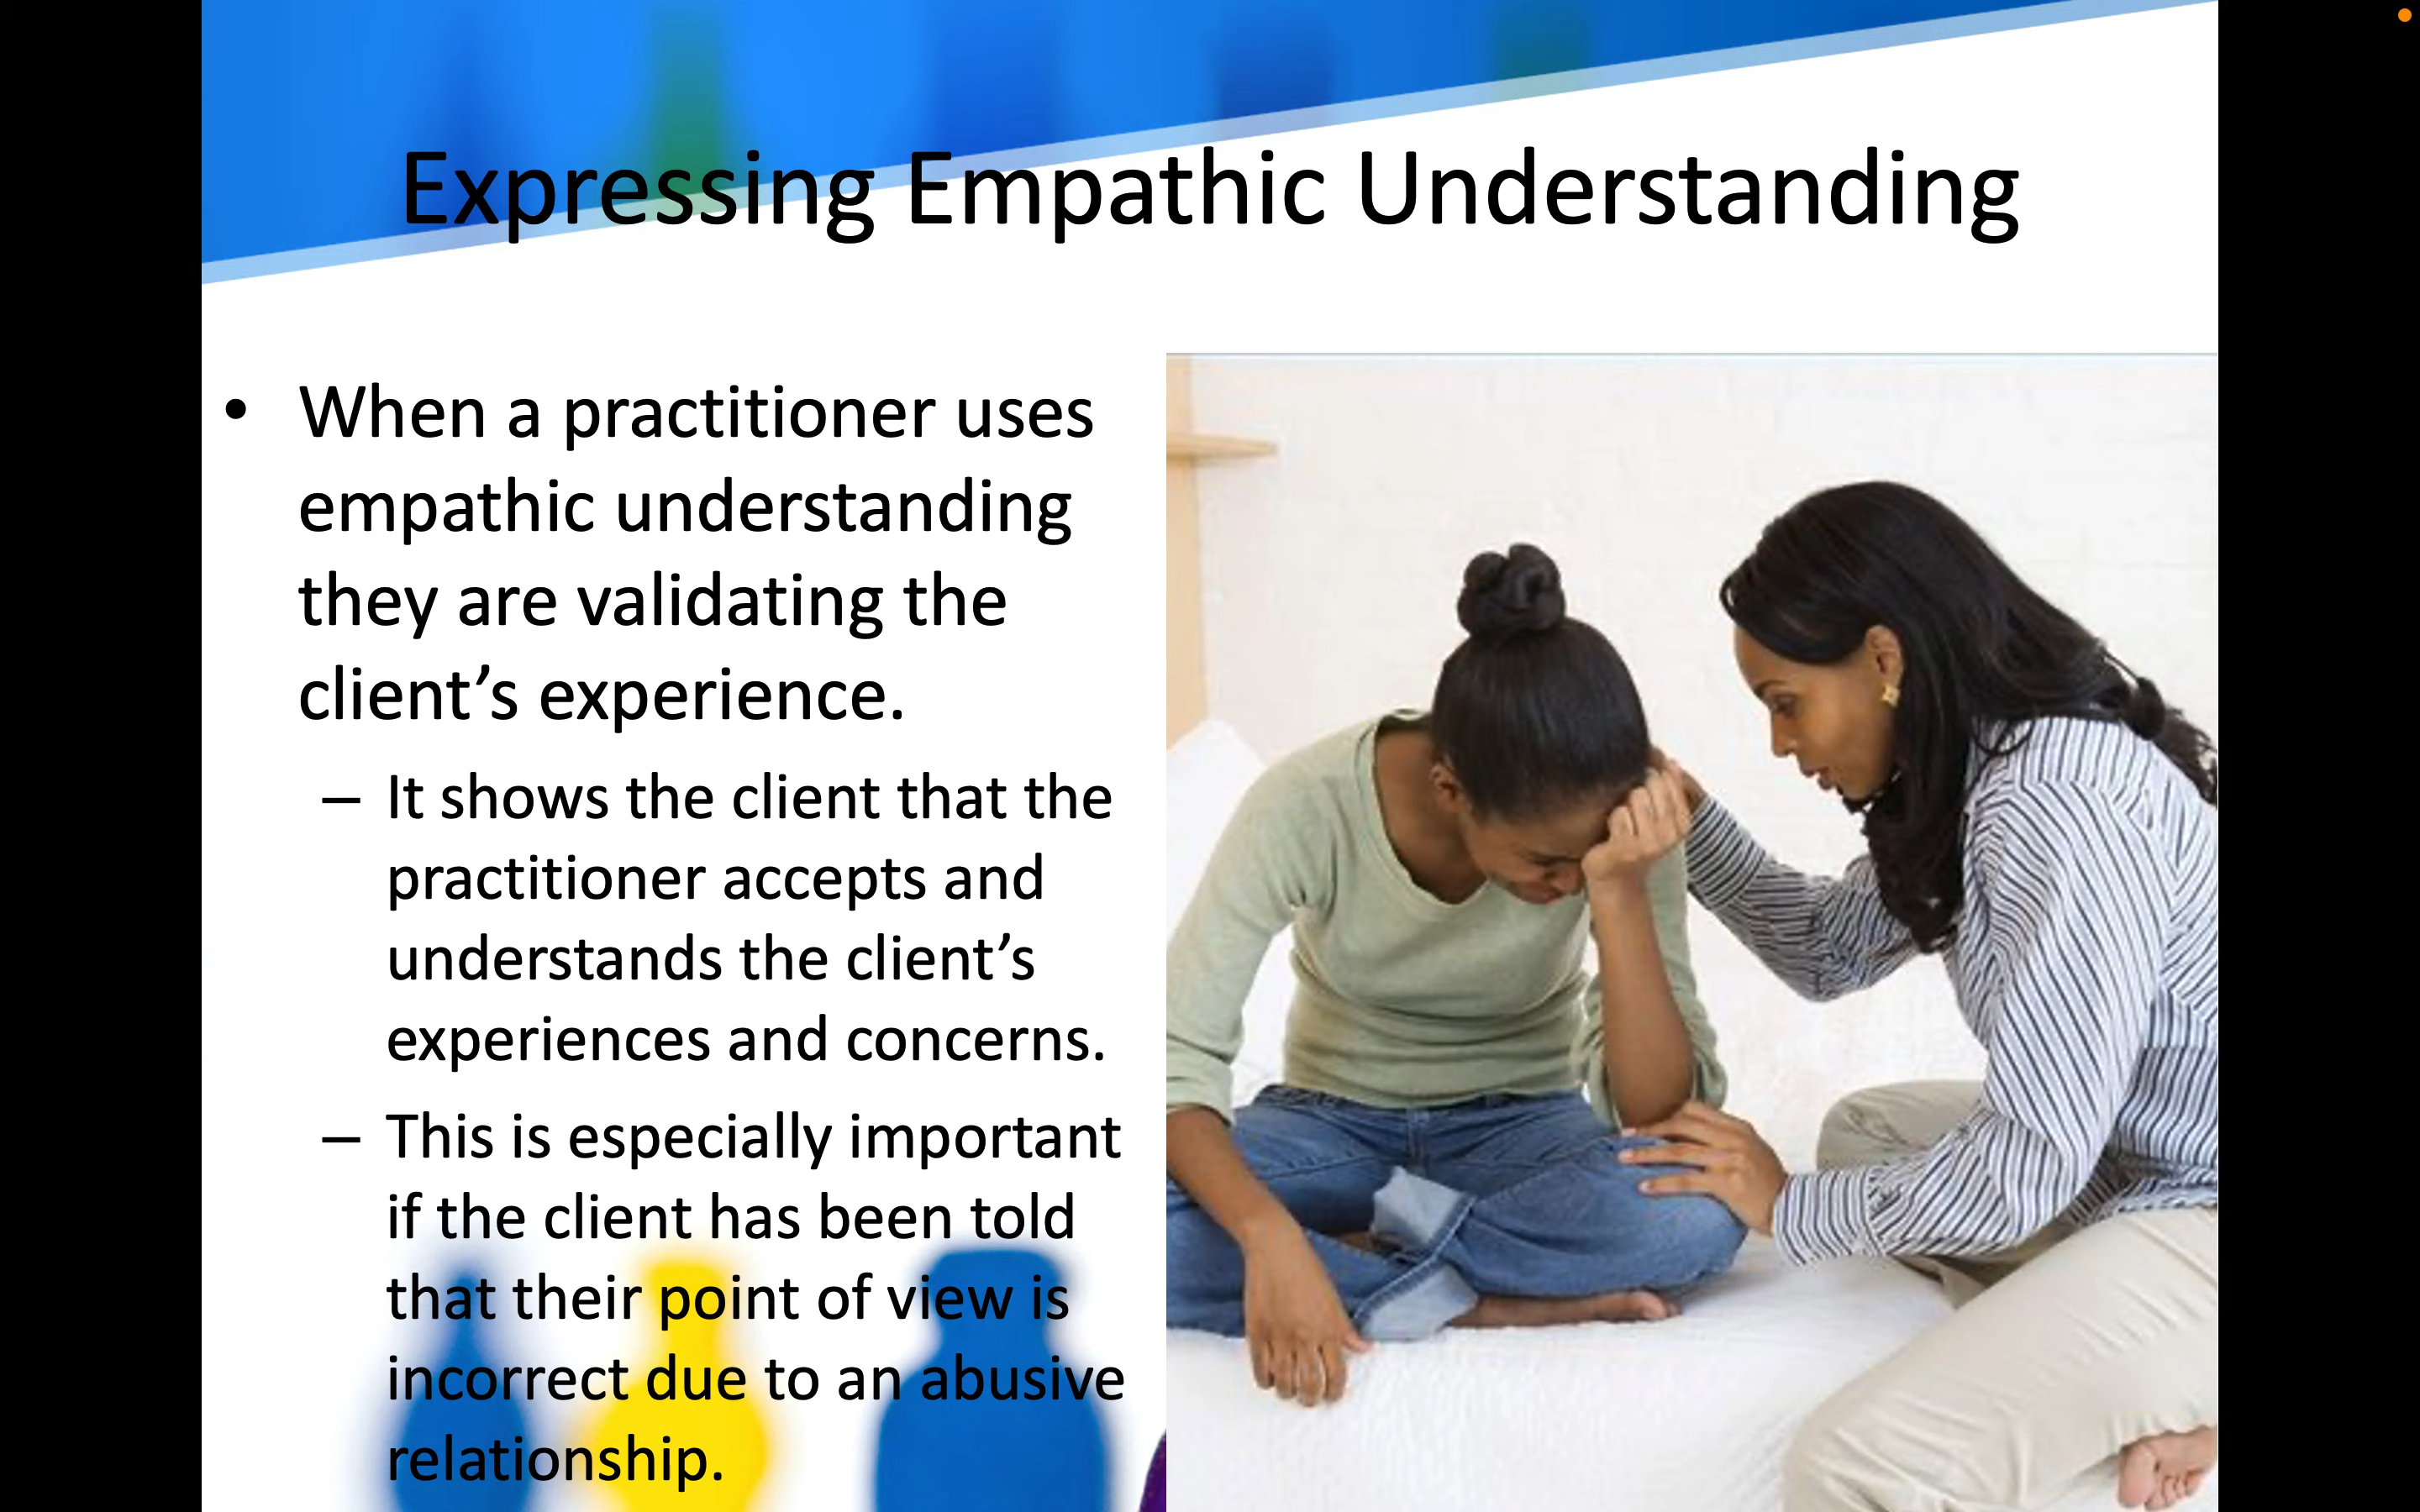 Expressing Empathic Understanding
• When a practitioner uses
empathic understanding
they are validating the
client’s experience.
– It shows the client that the
practitioner accepts and
understands the client’s
experiences and concerns.
– This is especially important
if the client has been told
that their point of view is
incorrect due to an abusive
relationship.